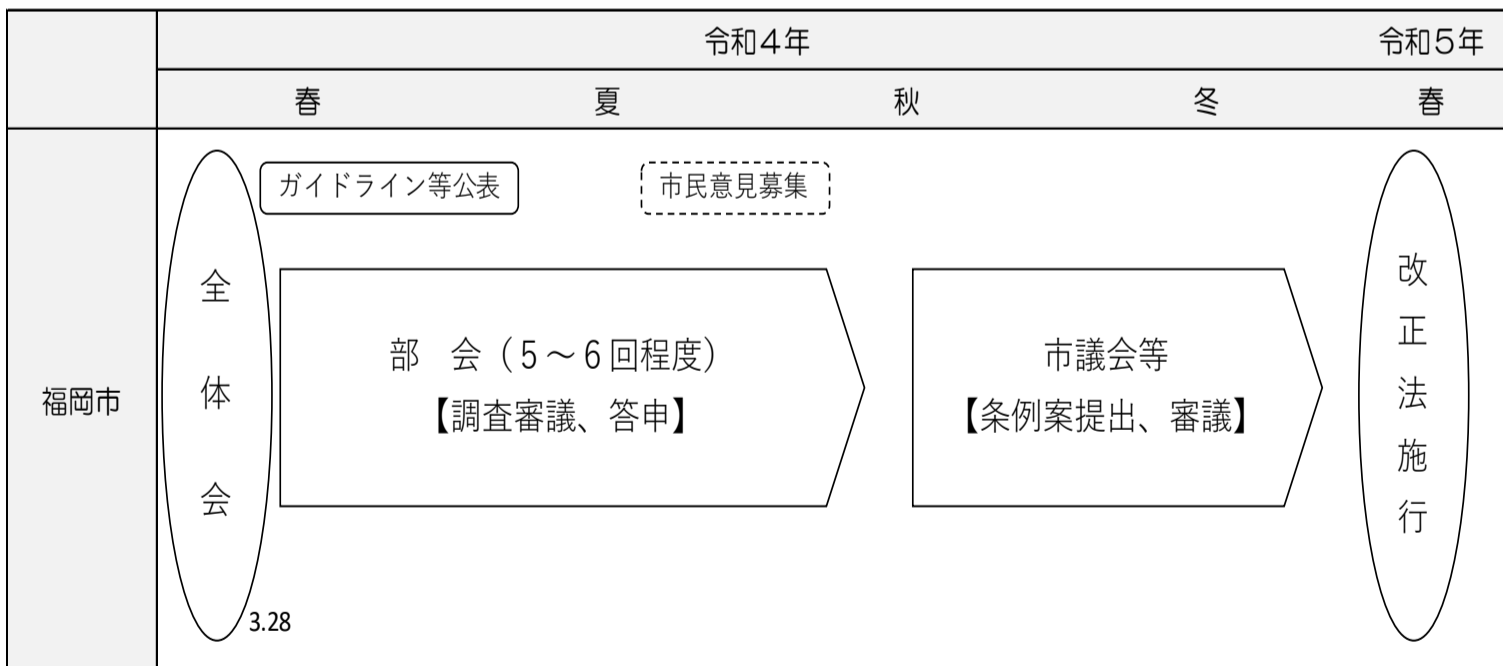 令和４年
令和５年
春 夏 秋 冬 春
福岡市
全体会
3.28
ガイドライン等公表
市民意見募集
部　会（５～６回程度）
【調査審議、答申】
市議会等
【条例案提出、審議】
改正法施行